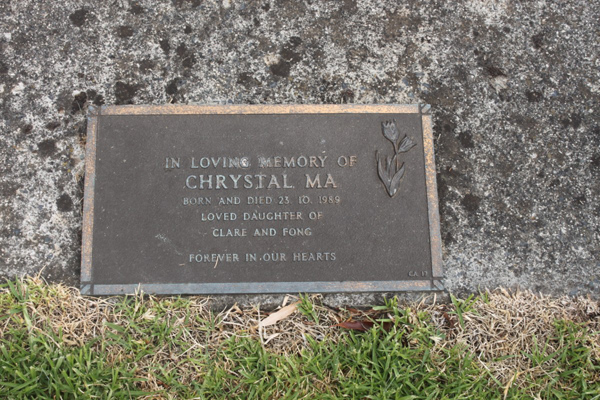 IN LOVING MEMORY OF
CHRYSTAL MA
BORN AND DIED 23. 10. 1989
LOVED DAUGHTER OF
CLARE AND FONG
FOREVER IN OUR HEARTS